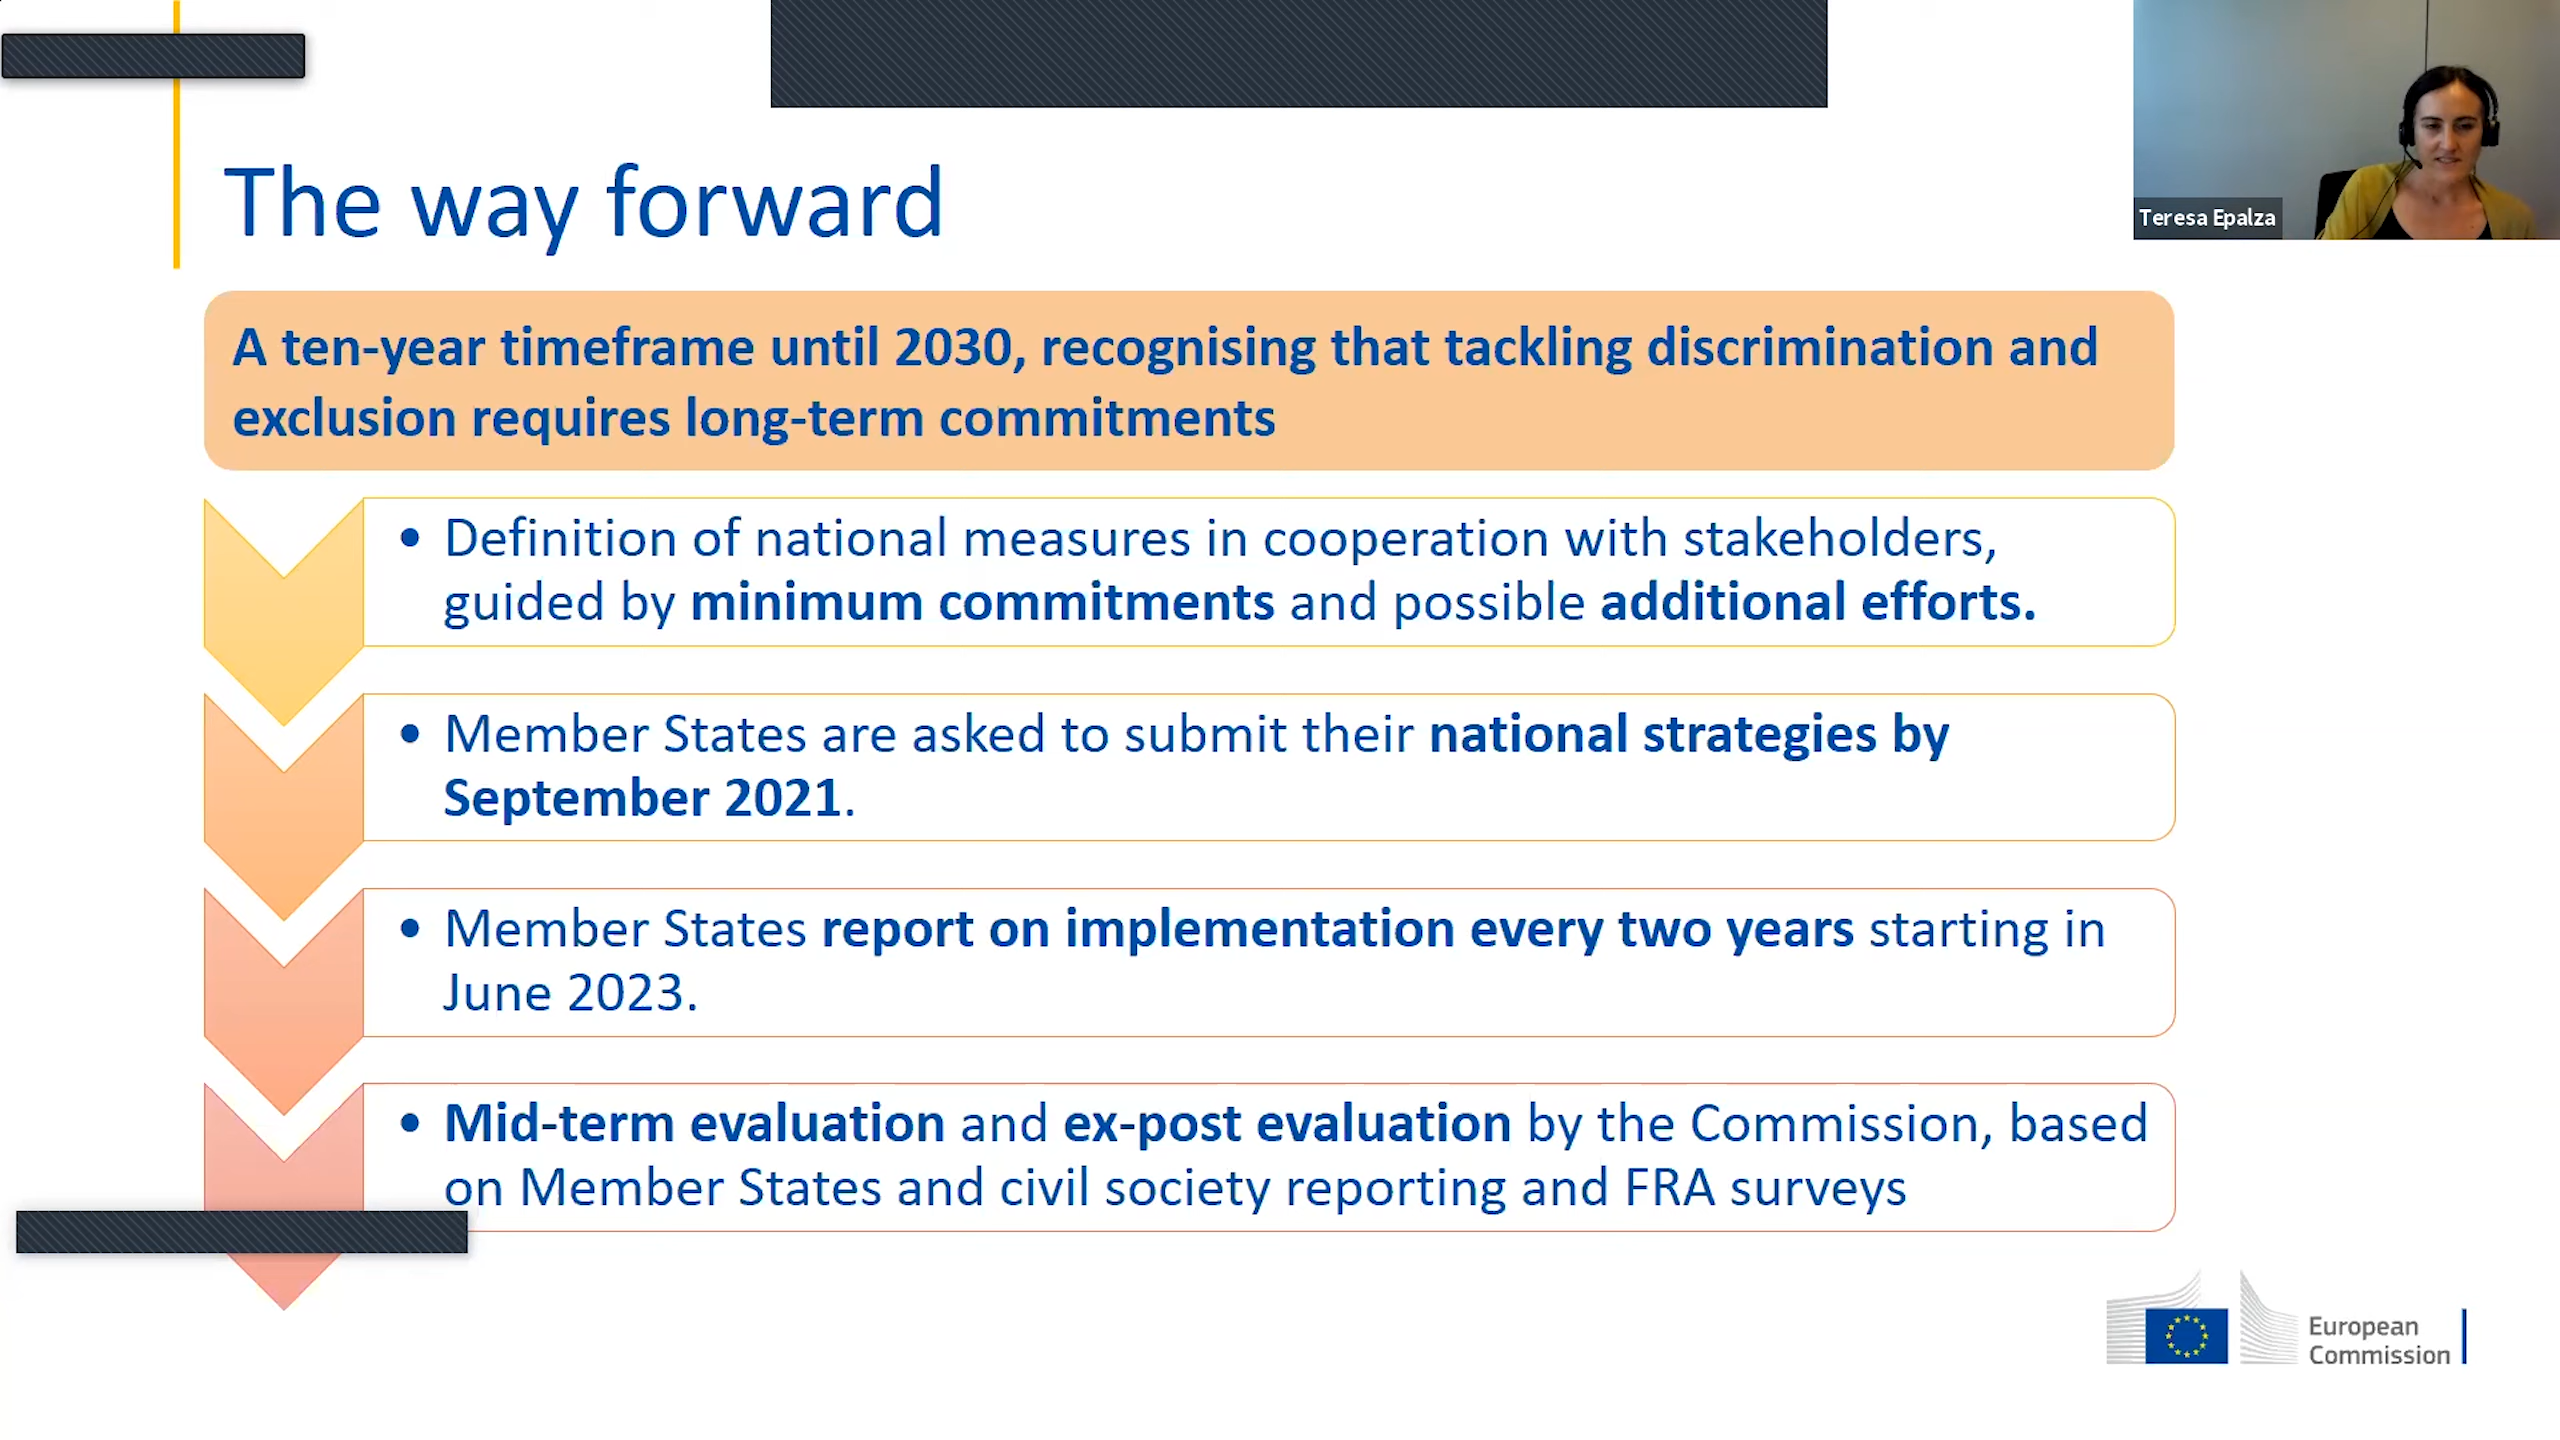 Teresa Epalza
The way forward
A ten-year timeframe until 2030, recognising that tackling discrimination and
exclusion requires long-term commitments
• Definition of national measures in cooperation with stakeholders,
guided by minimum commitments and possible additional efforts.
• Member States are asked to submit their national strategies by
September 2021.
• Member States report on implementation every two years starting in
June 2023.
• Mid-term evaluation and ex-post evaluation by the Commission, based
on Member States and civil society reporting and FRA surveys
European
Commission